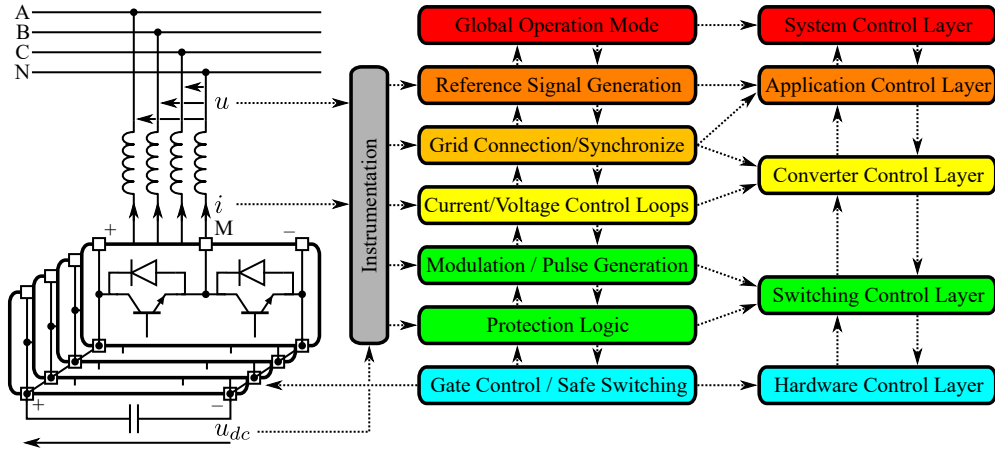 A
B
C
N
u
i
M
+
−
+
−
u_dc
Instrumentation
Global Operation Mode
Reference Signal Generation
Grid Connection/Synchronize
Current/Voltage Control Loops
Modulation / Pulse Generation
Protection Logic
Gate Control / Safe Switching
System Control Layer
Application Control Layer
Converter Control Layer
Switching Control Layer
Hardware Control Layer